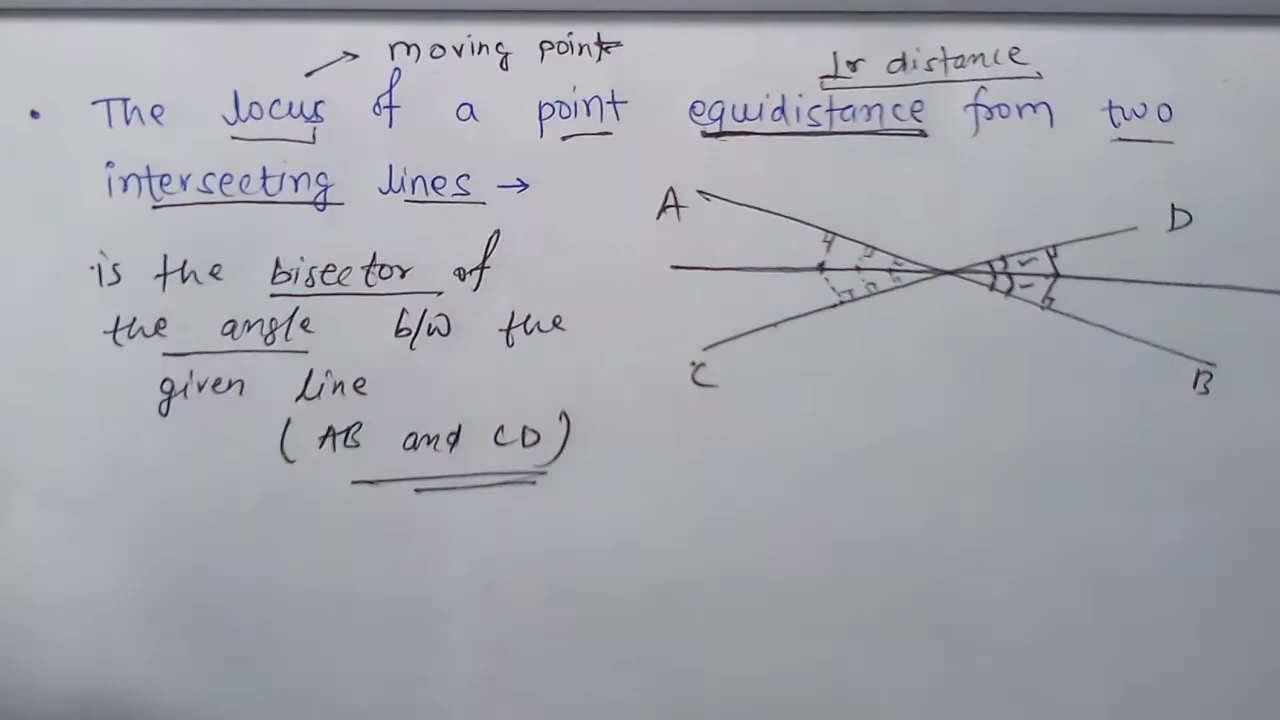 moving point
⊥r distance
• The locus of a point equidistance from two
intersecting lines →
is the bisector of
the angle b/w the
given line
(AB and CD)
A
D
C
B